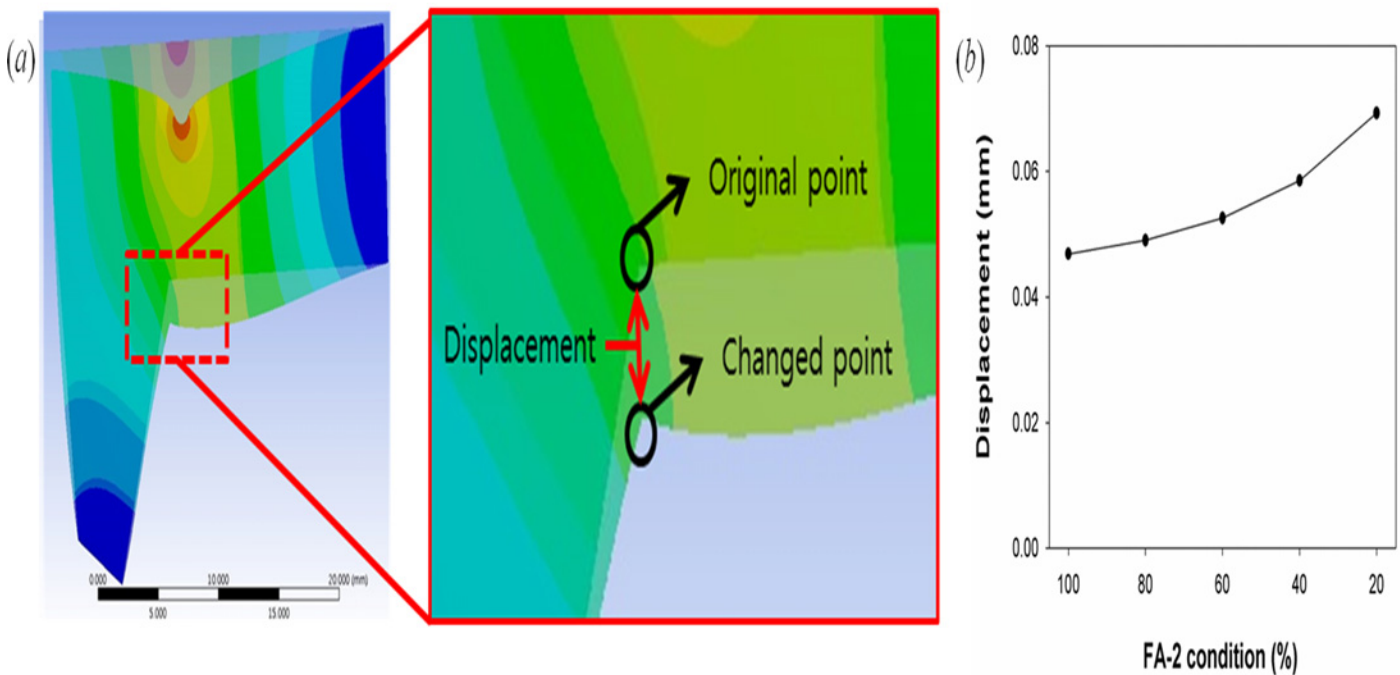 (a)
0.000 10.000 20.000 (mm)
5.000 15.000
Original point
Displacement
Changed point
(b)
Displacement (mm)
0.08
0.06
0.04
0.02
0.00
100 80 60 40 20
FA-2 condition (%)